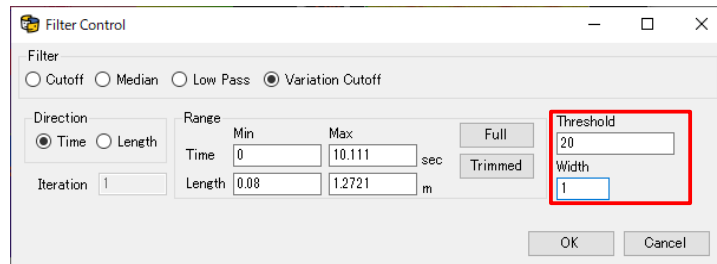 Filter Control
Filter
Cutoff Median Low Pass Variation Cutoff
Direction
Time Length
Iteration 1
Range
Min Max
Time 0 10.111 sec
Length 0.08 1.2721 m
Full
Trimmed
Threshold
20
Width
1
OK Cancel